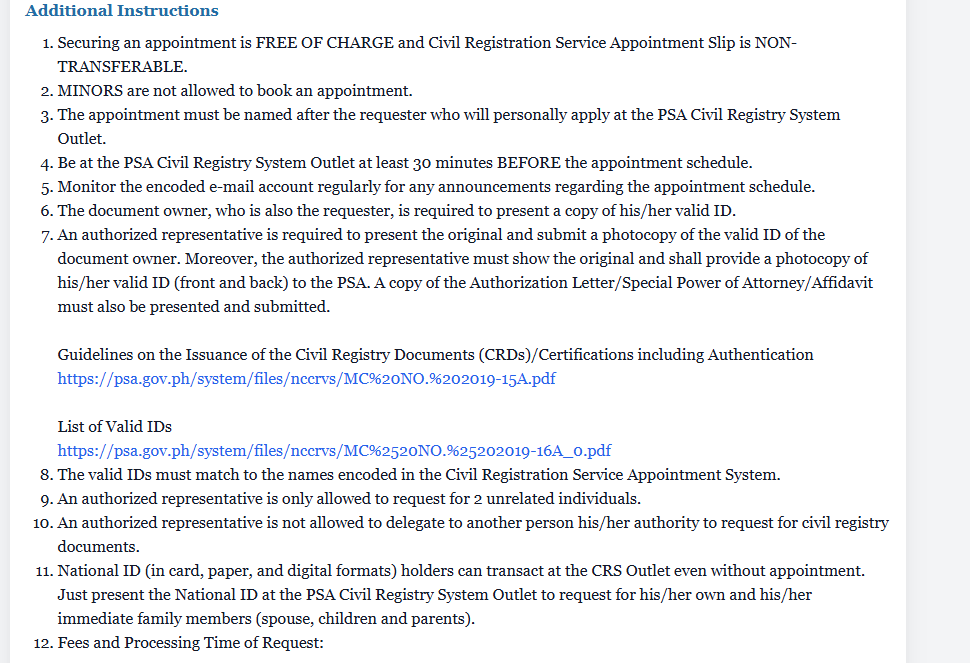 Additional Instructions
1. Securing an appointment is FREE OF CHARGE and Civil Registration Service Appointment Slip is NON-
TRANSFERABLE.
2. MINORS are not allowed to book an appointment.
3. The appointment must be named after the requester who will personally apply at the PSA Civil Registry System
Outlet.
4. Be at the PSA Civil Registry System Outlet at least 30 minutes BEFORE the appointment schedule.
5. Monitor the encoded e-mail account regularly for any announcements regarding the appointment schedule.
6. The document owner, who is also the requester, is required to present a copy of his/her valid ID.
7. An authorized representative is required to present the original and submit a photocopy of the valid ID of the
document owner. Moreover, the authorized representative must show the original and shall provide a photocopy of
his/her valid ID (front and back) to the PSA. A copy of the Authorization Letter/Special Power of Attorney/Affidavit
must also be presented and submitted.
Guidelines on the Issuance of the Civil Registry Documents (CRDs)/Certifications including Authentication
https://psa.gov.ph/system/files/nccrvs/MC%20NO.%202019-15A.pdf
List of Valid IDs
https://psa.gov.ph/system/files/nccrvs/MC%2520NO.%25202019-16A_0.pdf
8. The valid IDs must match to the names encoded in the Civil Registration Service Appointment System.
9. An authorized representative is only allowed to request for 2 unrelated individuals.
10. An authorized representative is not allowed to delegate to another person his/her authority to request for civil registry
documents.
11. National ID (in card, paper, and digital formats) holders can transact at the CRS Outlet even without appointment.
Just present the National ID at the PSA Civil Registry System Outlet to request for his/her own and his/her
immediate family members (spouse, children and parents).
12. Fees and Processing Time of Request: